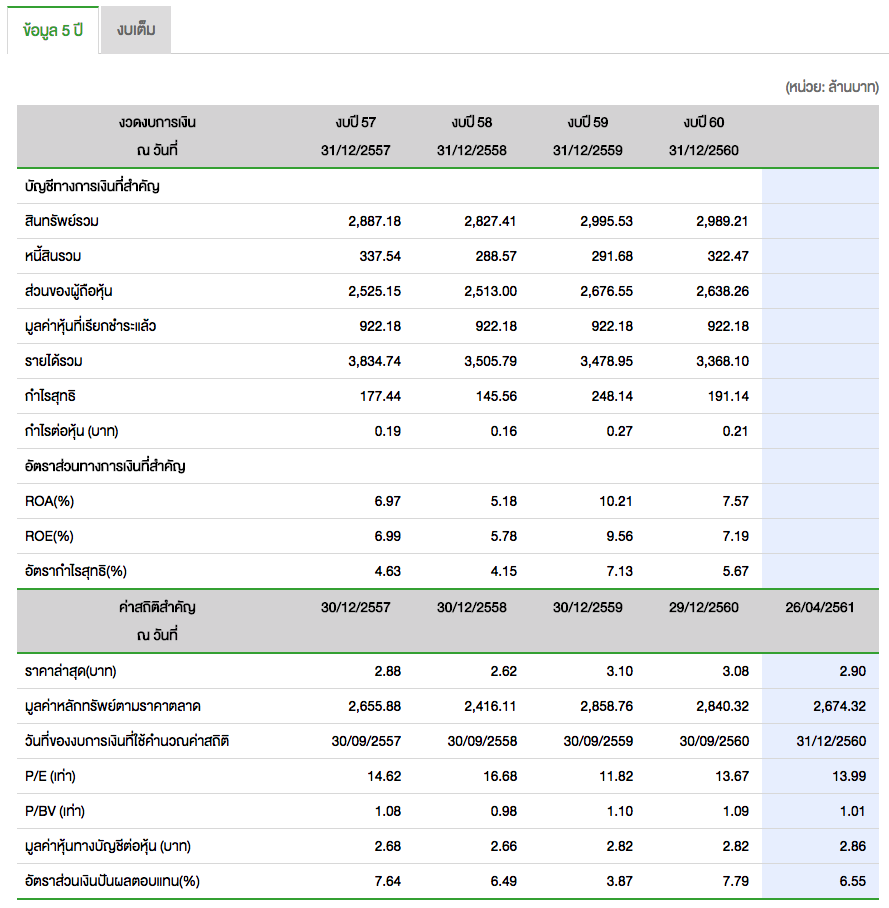 ข้อมูล 5 ปี งบเต็ม
(หน่วย: ล้านบาท)
งวดงบการเงิน งบปี 57 งบปี 58 งบปี 59 งบปี 60
ณ วันที่ 31/12/2557 31/12/2558 31/12/2559 31/12/2560
บัญชีทางการเงินที่สำคัญ
สินทรัพย์รวม 2,887.18 2,827.41 2,995.53 2,989.21
หนี้สินรวม 337.54 288.57 291.68 322.47
ส่วนของผู้ถือหุ้น 2,525.15 2,513.00 2,676.55 2,638.26
มูลค่าหุ้นที่เรียกชำระแล้ว 922.18 922.18 922.18 922.18
รายได้รวม 3,834.74 3,505.79 3,478.95 3,368.10
กำไรสุทธิ 177.44 145.56 248.14 191.14
กำไรต่อหุ้น (บาท) 0.19 0.16 0.27 0.21
อัตราส่วนทางการเงินที่สำคัญ
ROA(%) 6.97 5.18 10.21 7.57
ROE(%) 6.99 5.78 9.56 7.19
อัตรากำไรสุทธิ(%) 4.63 4.15 7.13 5.67
ค่าสถิติสำคัญ 30/12/2557 30/12/2558 30/12/2559 29/12/2560 26/04/2561
ณ วันที่
ราคาล่าสุด(บาท) 2.88 2.62 3.10 3.08 2.90
มูลค่าหลักทรัพย์ตามราคาตลาด 2,655.88 2,416.11 2,858.76 2,840.32 2,674.32
วันที่ของงบการเงินที่ใช้คำนวณค่าสถิติ 30/09/2557 30/09/2558 30/09/2559 30/09/2560 31/12/2560
P/E (เท่า) 14.62 16.68 11.82 13.67 13.99
P/BV (เท่า) 1.08 0.98 1.10 1.09 1.01
มูลค่าหุ้นทางบัญชีต่อหุ้น (บาท) 2.68 2.66 2.82 2.82 2.86
อัตราส่วนเงินปันผลตอบแทน(%) 7.64 6.49 3.87 7.79 6.55